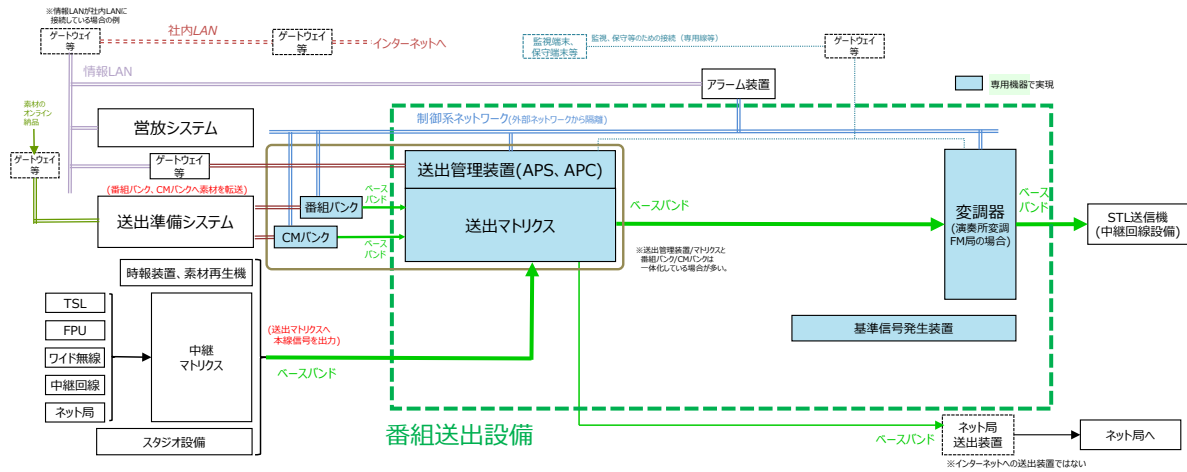 ※情報LANが社内LANに
接続している場合の例
ゲートウェイ
等
社内LAN
ゲートウェイ
等
インターネットへ
監視端末、
保守端末等
監視、保守等のための接続（専用線等）
ゲートウェイ
等
情報LAN
アラーム装置
専用機器で実現
素材の
オンライン
納品
営放システム
制御系ネットワーク(外部ネットワークから隔離)
ゲートウェイ
等
ゲートウェイ
等
送出管理装置(APS、APC)
(番組バンク、CMバンクへ素材を転送)
送出準備システム
番組バンク
ベース
バンド
CMバンク
ベース
バンド
送出マトリクス
ベースバンド
変調器
(演奏所変調
FM局の場合)
ベース
バンド
STL送信機
(中継回線設備)
※送出管理装置/マトリクスと
番組バンク/CMバンクは
一体化している場合が多い。
時報装置、素材再生機
TSL
FPU
ワイド無線
中継回線
ネット局
中継
マトリクス
(送出マトリクスへ
本線信号を出力)
ベースバンド
基準信号発生装置
スタジオ設備
番組送出設備
ベースバンド
ネット局
送出装置
ネット局へ
※インターネットへの送出装置ではない